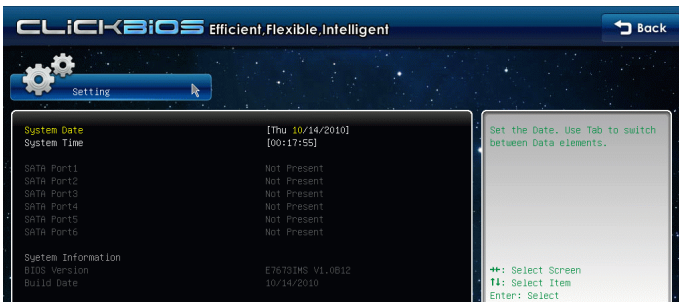 CLiCKBiOS Efficient,Flexible,Intelligent
Back
Setting
System Date [Thu 10/14/2010]
System Time [00:17:55]
SATA Port1 Not Present
SATA Port2 Not Present
SATA Port3 Not Present
SATA Port4 Not Present
SATA Port5 Not Present
SATA Port6 Not Present
Syetem Information
BIOS Version E7673IMS V1.0B12
Build Date 10/14/2010
Set the Date. Use Tab to switch
between Data elements.
→←: Select Screen
↑↓: Select Item
Enter: Select